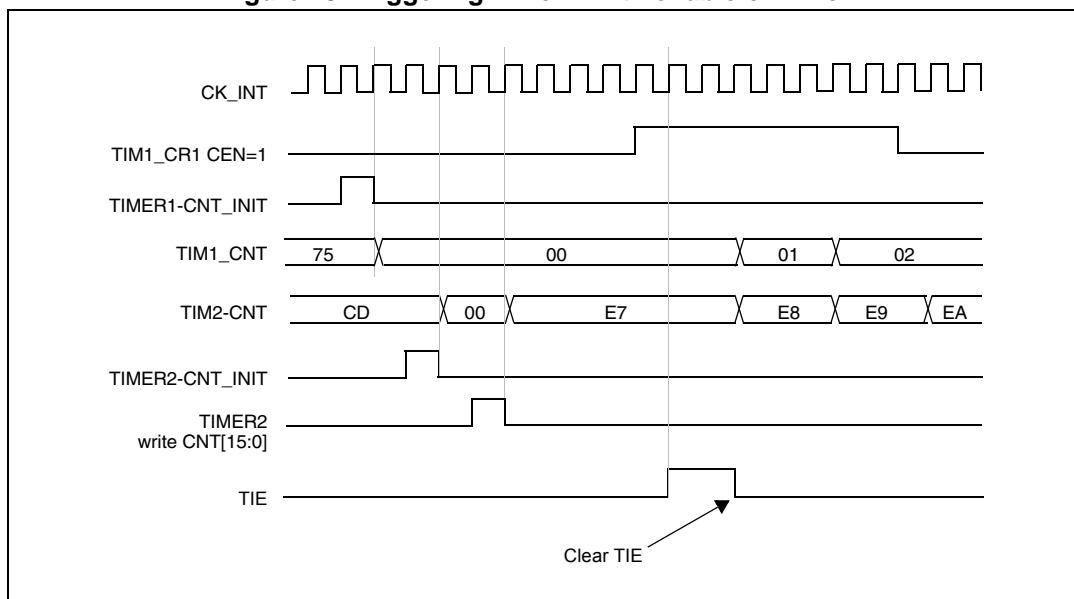 CK_INT
TIM1_CR1 CEN=1
TIMER1-CNT_INIT
TIM1_CNT
75
00
01
02
TIM2-CNT
CD
00
E7
E8
E9
EA
TIMER2-CNT_INIT
TIMER2
write CNT[15:0]
TIE
Clear TIE